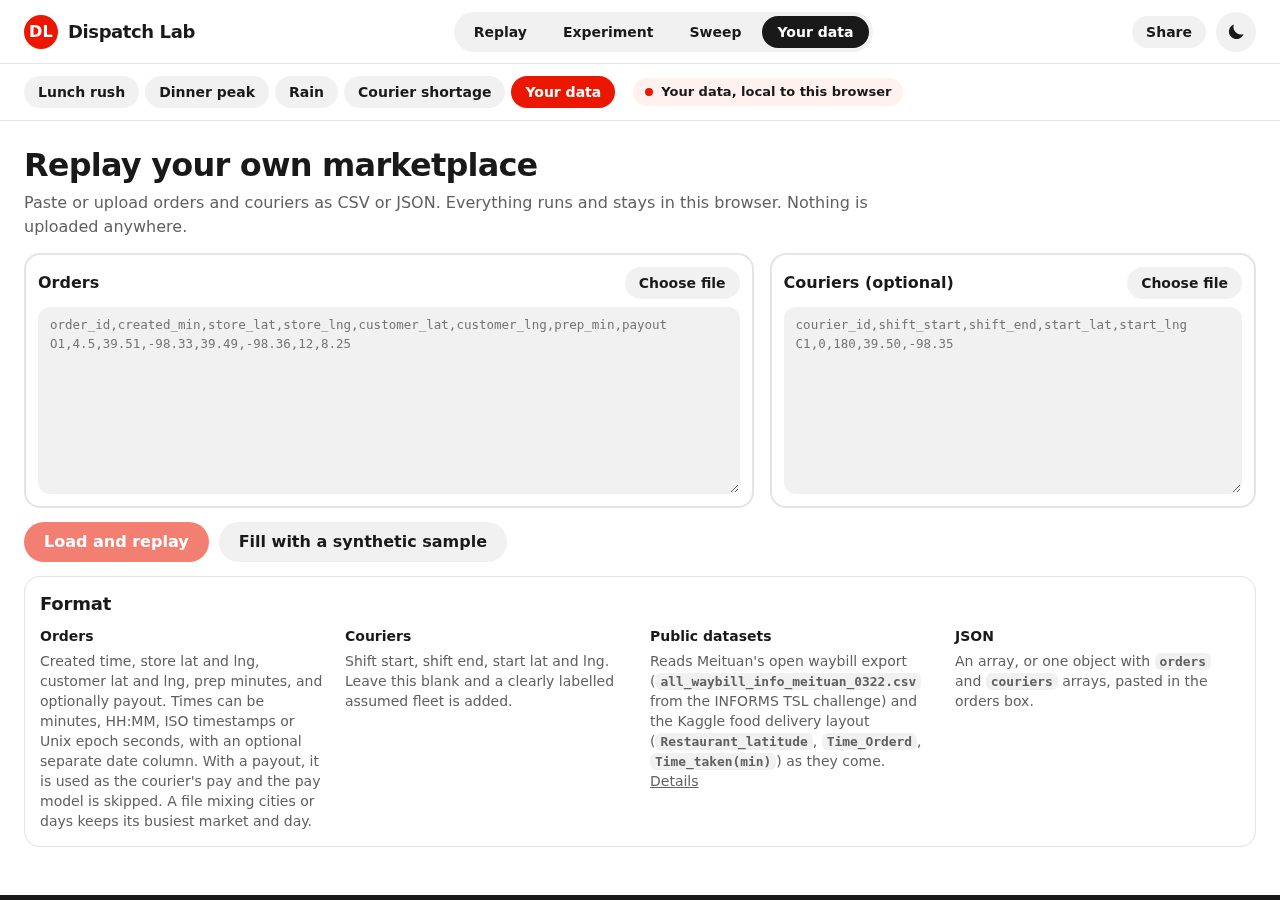 DL Dispatch Lab
Replay Experiment Sweep Your data
Share
Lunch rush Dinner peak Rain Courier shortage Your data Your data, local to this browser
Replay your own marketplace
Paste or upload orders and couriers as CSV or JSON. Everything runs and stays in this browser. Nothing is
uploaded anywhere.
Orders Choose file
order_id,created_min,store_lat,store_lng,customer_lat,customer_lng,prep_min,payout
O1,4.5,39.51,-98.33,39.49,-98.36,12,8.25
Couriers (optional) Choose file
courier_id,shift_start,shift_end,start_lat,start_lng
C1,0,180,39.50,-98.35
Load and replay Fill with a synthetic sample
Format
Orders
Created time, store lat and lng,
customer lat and lng, prep minutes, and
optionally payout. Times can be
minutes, HH:MM, ISO timestamps or
Unix epoch seconds, with an optional
separate date column. With a payout, it
is used as the courier's pay and the pay
model is skipped. A file mixing cities or
days keeps its busiest market and day.
Couriers
Shift start, shift end, start lat and lng.
Leave this blank and a clearly labelled
assumed fleet is added.
Public datasets
Reads Meituan's open waybill export
(all_waybill_info_meituan_0322.csv
from the INFORMS TSL challenge) and
the Kaggle food delivery layout
(Restaurant_latitude, Time_Orderd,
Time_taken(min)) as they come.
Details
JSON
An array, or one object with orders
and couriers arrays, pasted in the
orders box.